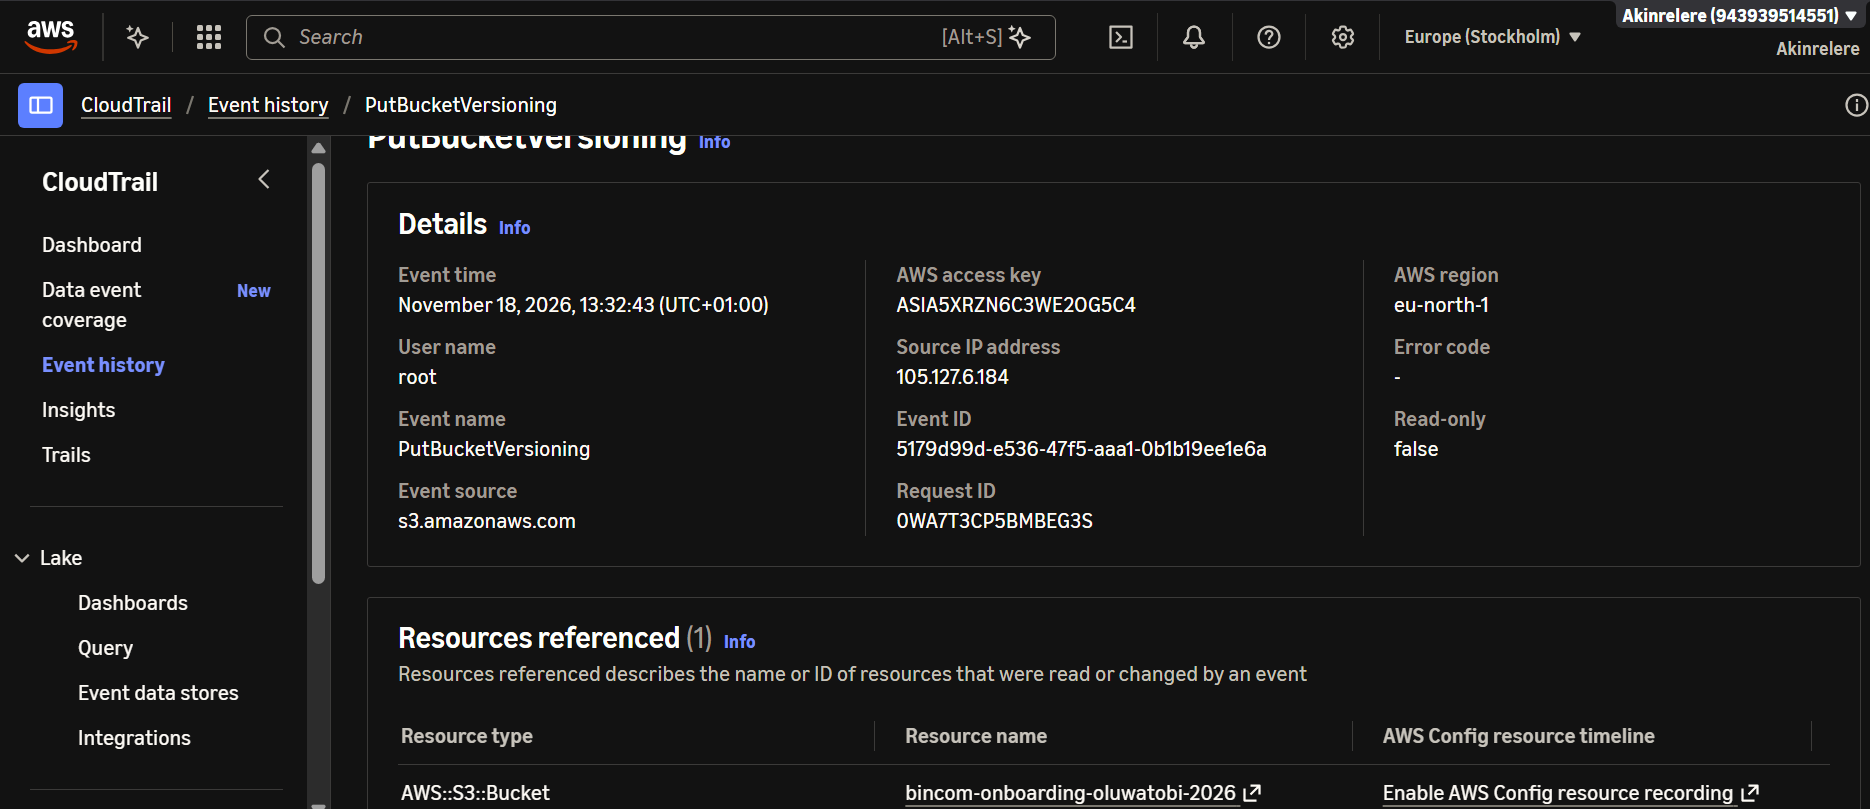 aws
Search
[Alt+S]
Europe (Stockholm)
Akinrelere (943939514551)
Akinrelere
CloudTrail / Event history / PutBucketVersioning
PutBucketVersioning Info
CloudTrail
Dashboard
Data event coverage
New
Event history
Insights
Trails
Lake
Dashboards
Query
Event data stores
Integrations
Details Info
Event time
November 18, 2026, 13:32:43 (UTC+01:00)
User name
root
Event name
PutBucketVersioning
Event source
s3.amazonaws.com
AWS access key
ASIA5XRZN6C3WE2OG5C4
Source IP address
105.127.6.184
Event ID
5179d99d-e536-47f5-aaa1-0b1b19ee1e6a
Request ID
0WA7T3CP5BMBEG3S
AWS region
eu-north-1
Error code
-
Read-only
false
Resources referenced (1) Info
Resources referenced describes the name or ID of resources that were read or changed by an event
Resource type
Resource name
AWS Config resource timeline
AWS::S3::Bucket
bincom-onboarding-oluwatobi-2026
Enable AWS Config resource recording